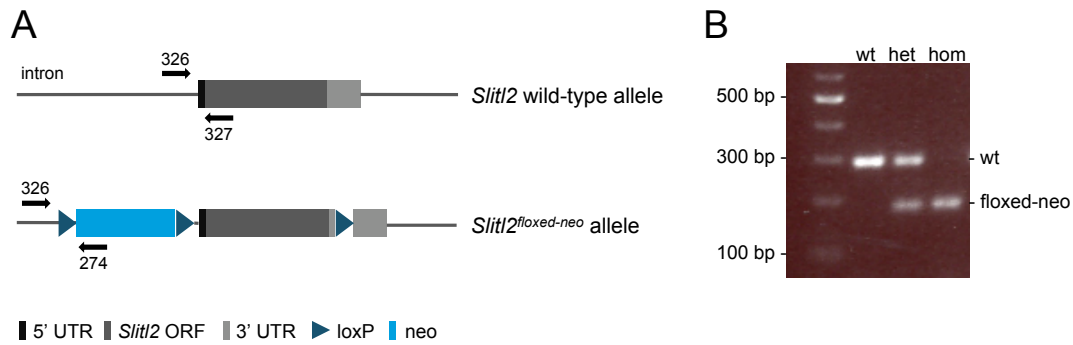 A
326
intron
Slitl2 wild-type allele
327
326
Slitl2floxed-neo allele
274
5' UTR
Slitl2 ORF
3' UTR
loxP
neo
B
wt het hom
500 bp
300 bp
wt
floxed-neo
100 bp